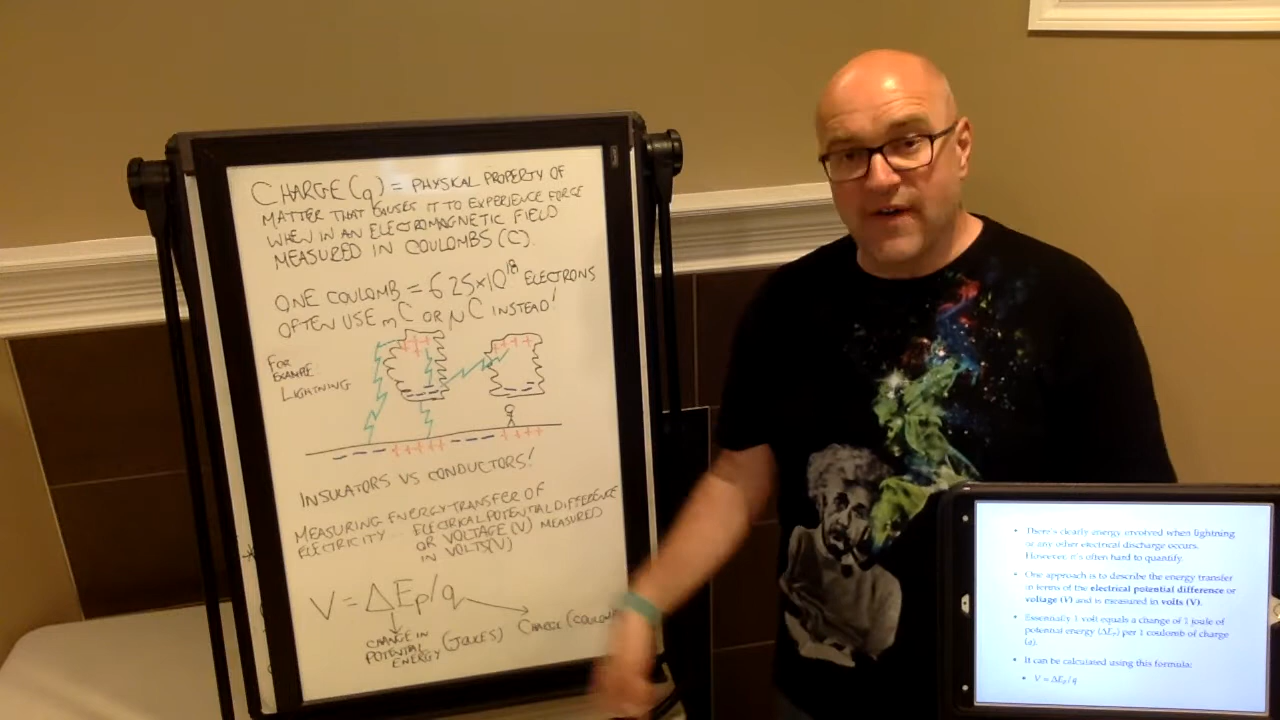 CHARGE(q) = PHYSICAL PROPERTY OF
MATTER THAT CAUSES IT TO EXPERIENCE FORCE
WHEN IN AN ELECTROMAGNETIC FIELD
MEASURED IN COULOMBS (C).
ONE COULOMB = 6.25×10^18 ELECTRONS
OFTEN USE mC OR μC INSTEAD!
FOR
EXAMPLE:
LIGHTNING
+ + +
+ + +
INSULATORS VS CONDUCTORS!
MEASURING ENERGY TRANSFER OF
ELECTRICITY... ELECTRICAL POTENTIAL DIFFERENCE
OR VOLTAGE (V) MEASURED
IN VOLTS(V)
V = ΔEp/q
CHANGE IN
POTENTIAL
ENERGY (JOULES)
CHARGE (COULOM
• There's clearly energy involved when lightning
or any other electrical discharge occurs.
However, it's often hard to quantify.
• One approach is to describe the energy transfer
in terms of the electrical potential difference or
voltage (V) and is measured in volts (V).
• Essentially 1 volt equals a change of 1 joule of
potential energy (ΔEp) per 1 coulomb of charge
(q).
• It can be calculated using this formula:
• V = ΔEp/q